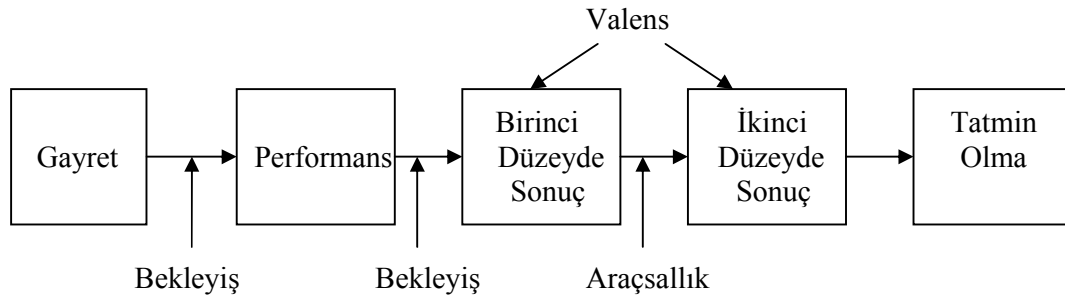 Valens
Gayret
Performans
Birinci
Düzeyde
Sonuç
İkinci
Düzeyde
Sonuç
Tatmin
Olma
Bekleyiş
Bekleyiş
Araçsallık